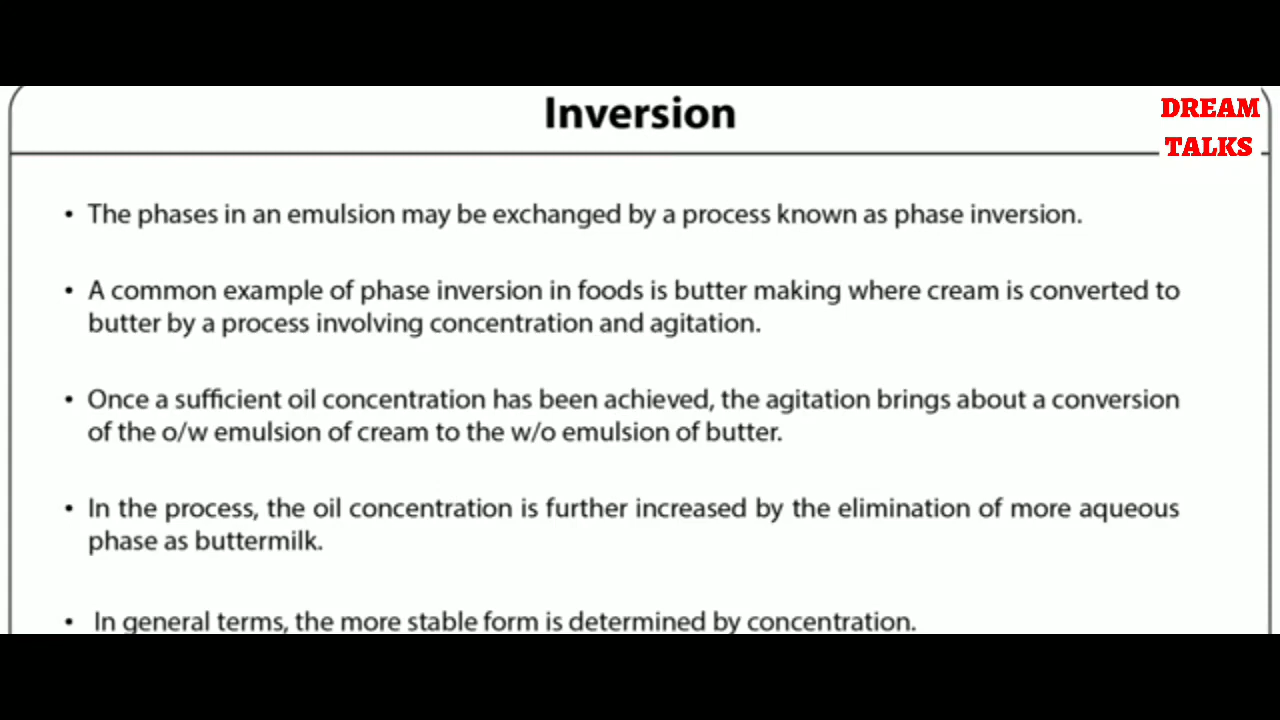 Inversion
DREAM
TALKS
• The phases in an emulsion may be exchanged by a process known as phase inversion.
• A common example of phase inversion in foods is butter making where cream is converted to
butter by a process involving concentration and agitation.
• Once a sufficient oil concentration has been achieved, the agitation brings about a conversion
of the o/w emulsion of cream to the w/o emulsion of butter.
• In the process, the oil concentration is further increased by the elimination of more aqueous
phase as buttermilk.
• In general terms, the more stable form is determined by concentration.